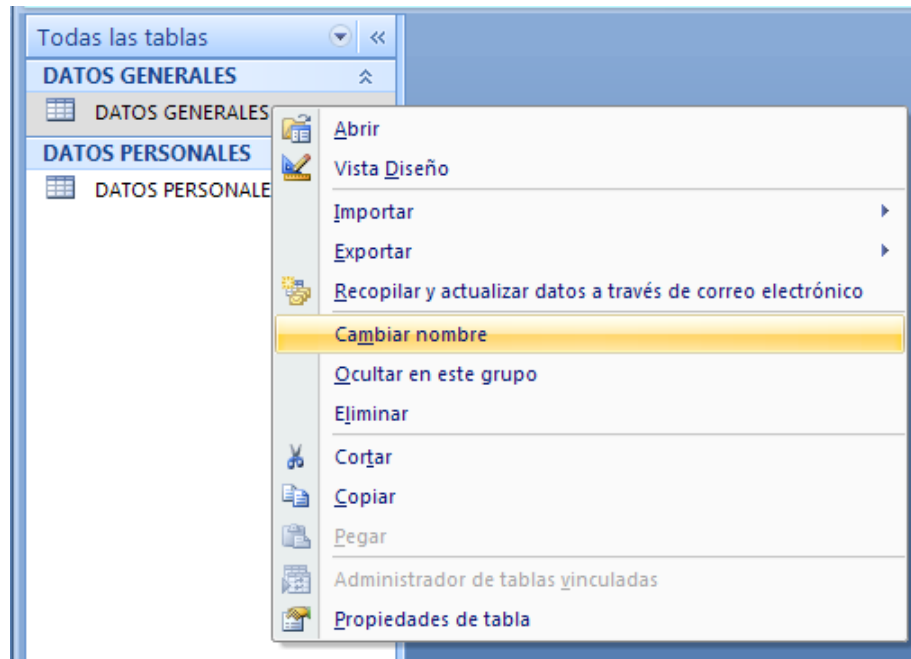 Todas las tablas
DATOS GENERALES
DATOS GENERALES
DATOS PERSONALES
DATOS PERSONALE
Abrir
Vista Diseño
Importar
Exportar
Recopilar y actualizar datos a través de correo electrónico
Cambiar nombre
Ocultar en este grupo
Eliminar
Cortar
Copiar
Pegar
Administrador de tablas vinculadas
Propiedades de tabla